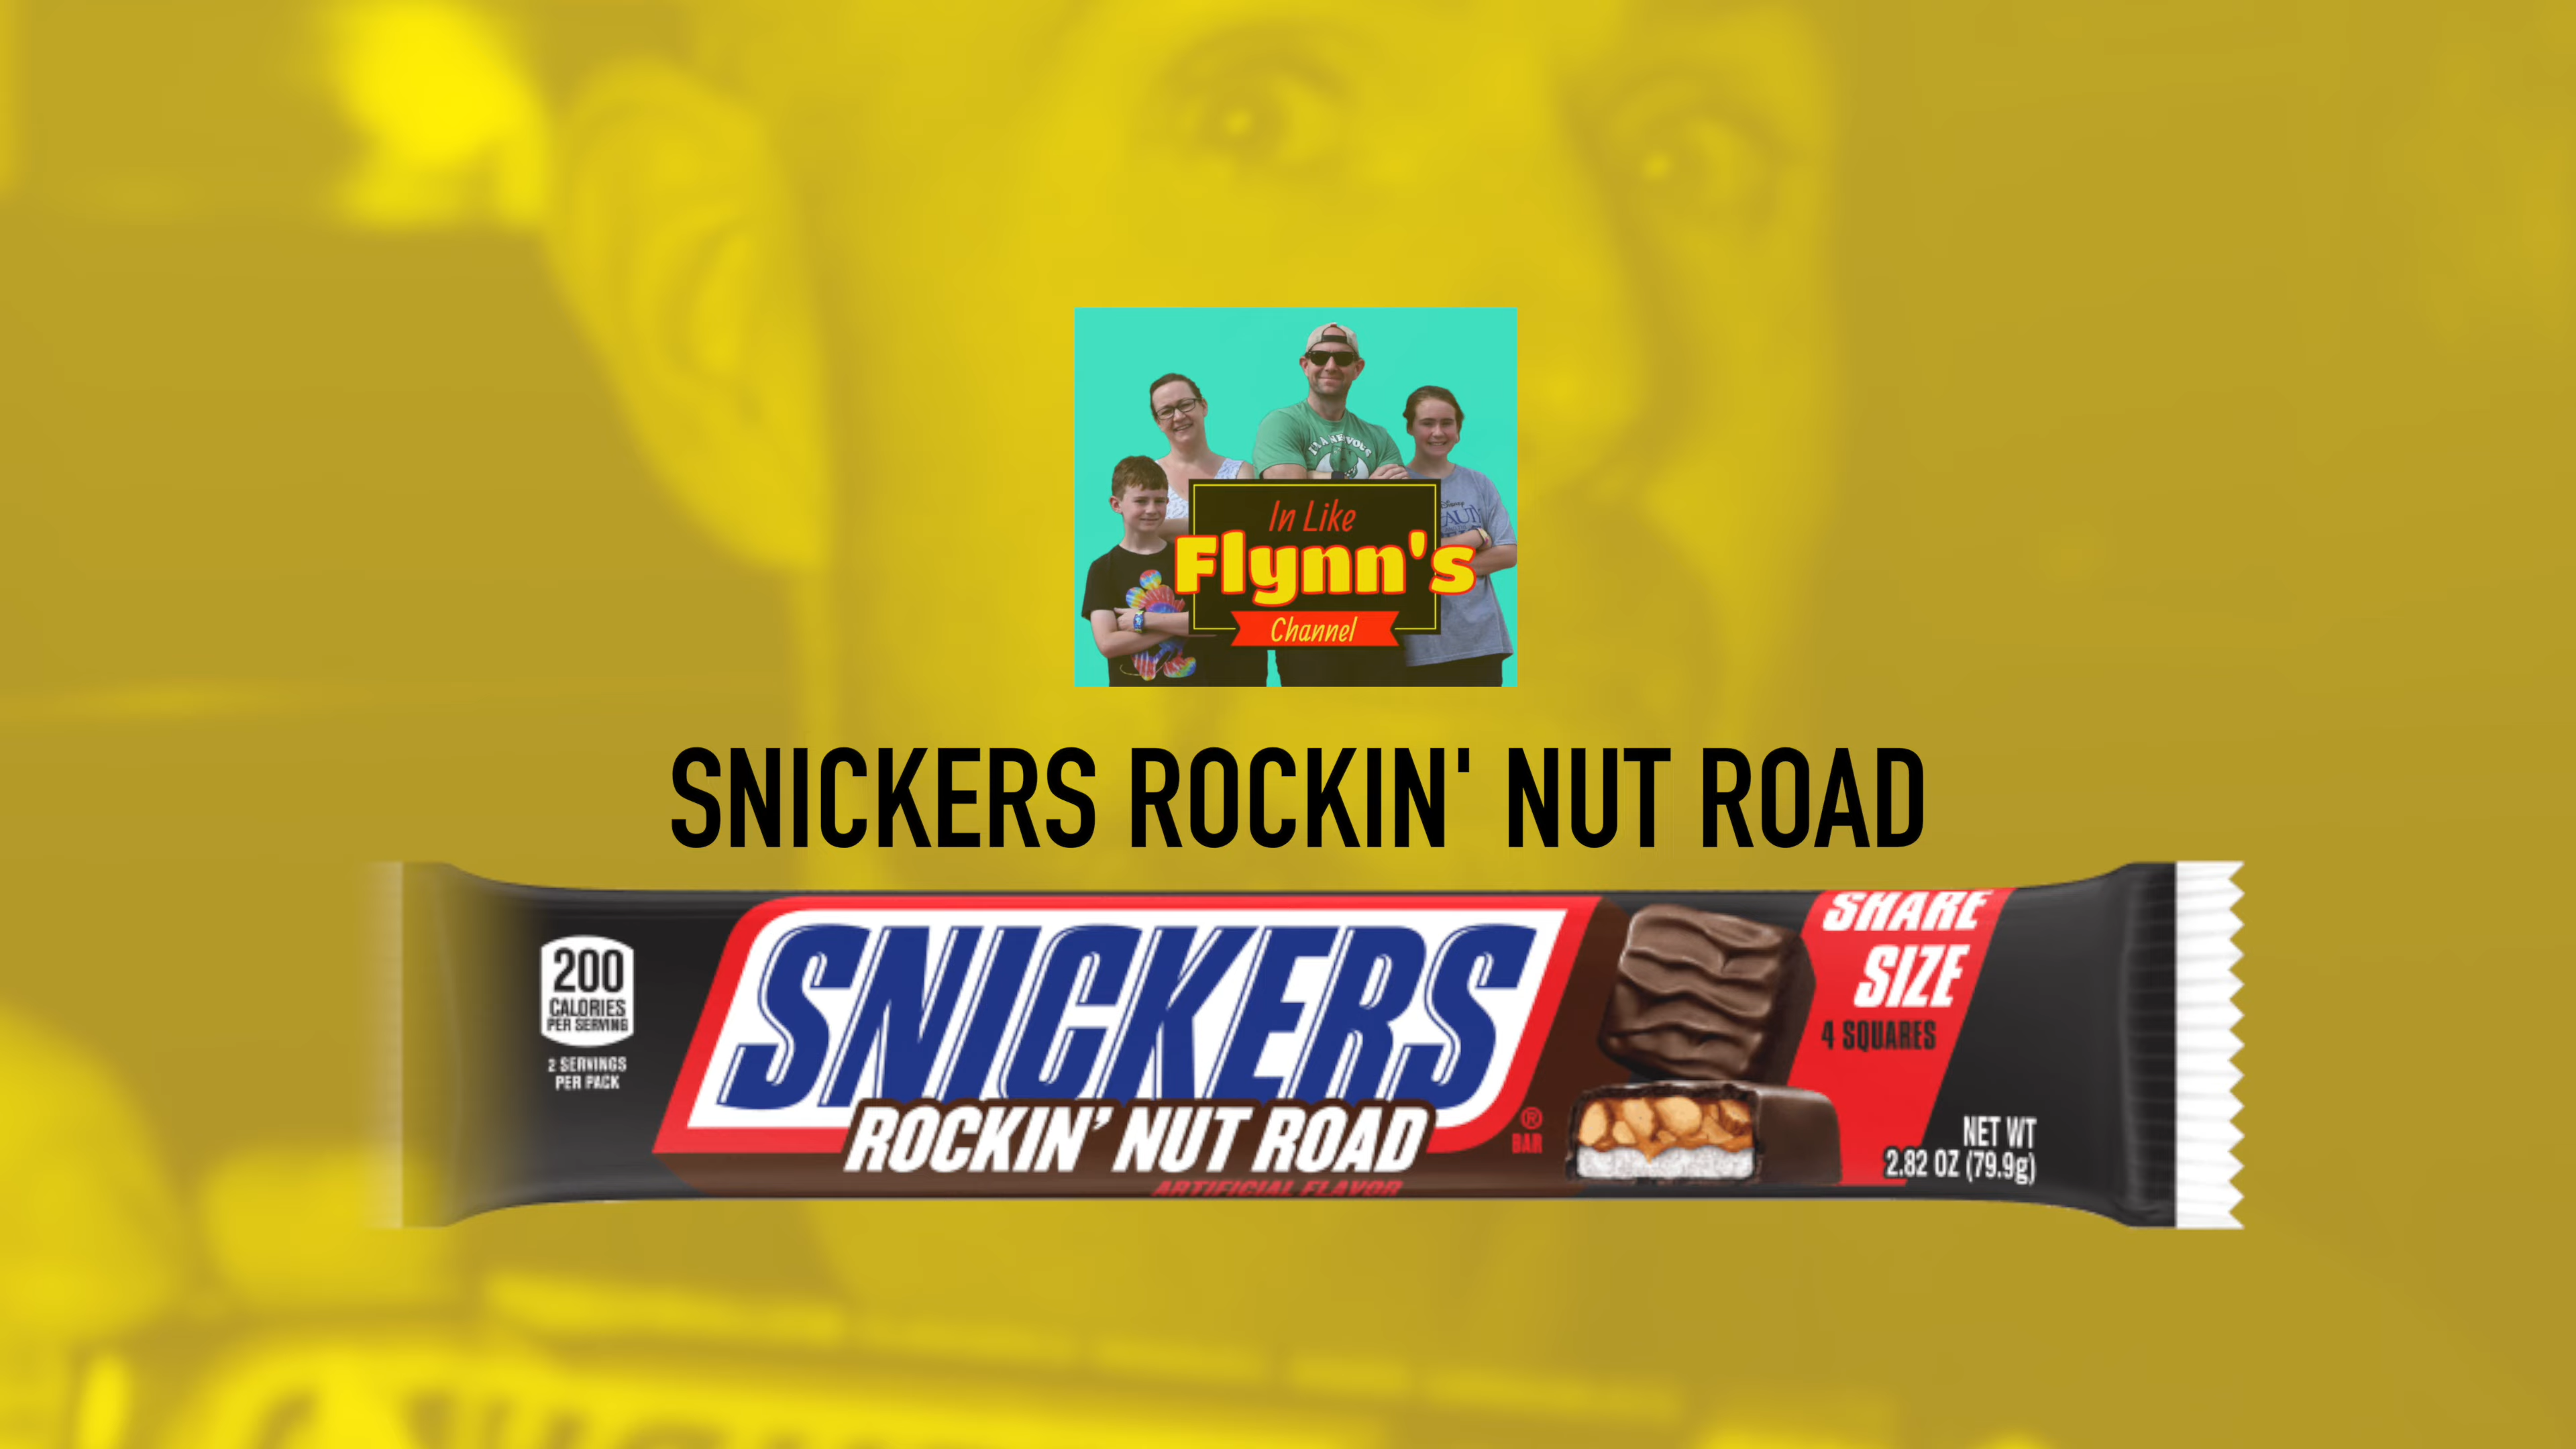 In Like
Flynn's
Channel
SNICKERS ROCKIN' NUT ROAD
200
CALORIES
PER SERVING
2 SERVINGS
PER PACK
SNICKERS
ROCKIN' NUT ROAD
ARTIFICIAL FLAVOR
®
BAR
SHARE
SIZE
4 SQUARES
NET WT
2.82 OZ (79.9g)